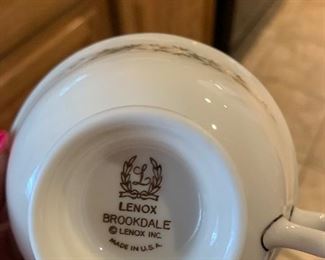 L
LENOX
BROOKDALE
© LENOX INC.
MADE IN U.S.A.